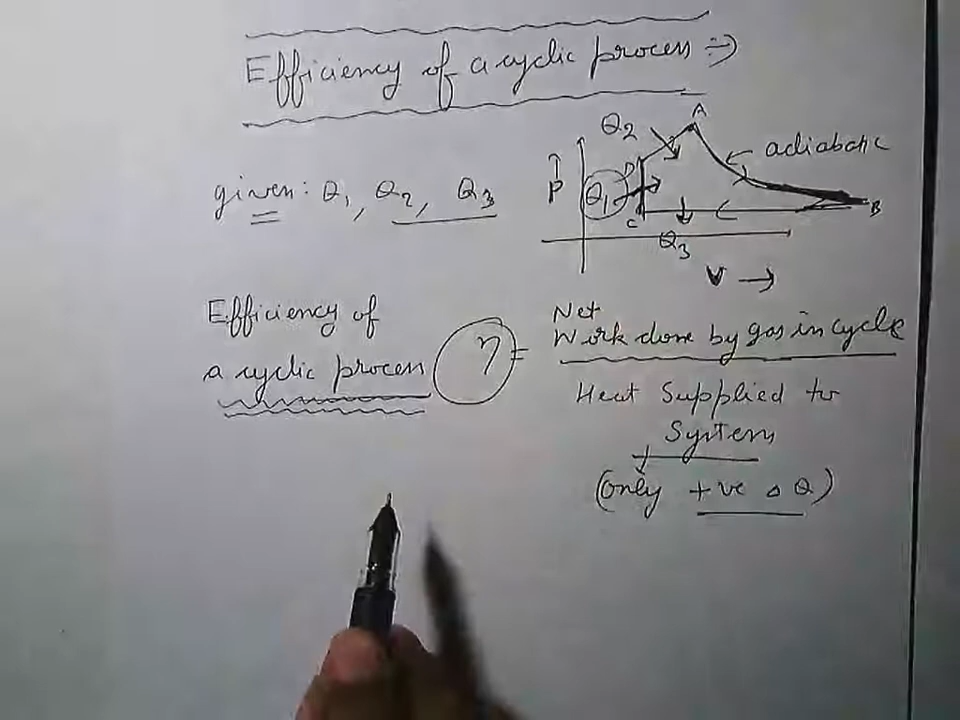 Efficiency of a cyclic process ⇒
given: Q1, Q2, Q3
Q2
A
adiabatic
P
D
Q1
C
B
Q3
V
Efficiency of
a cyclic process η =
Net
Work done by gas in cycle
Heat Supplied to
System
(only +ve ΔQ)